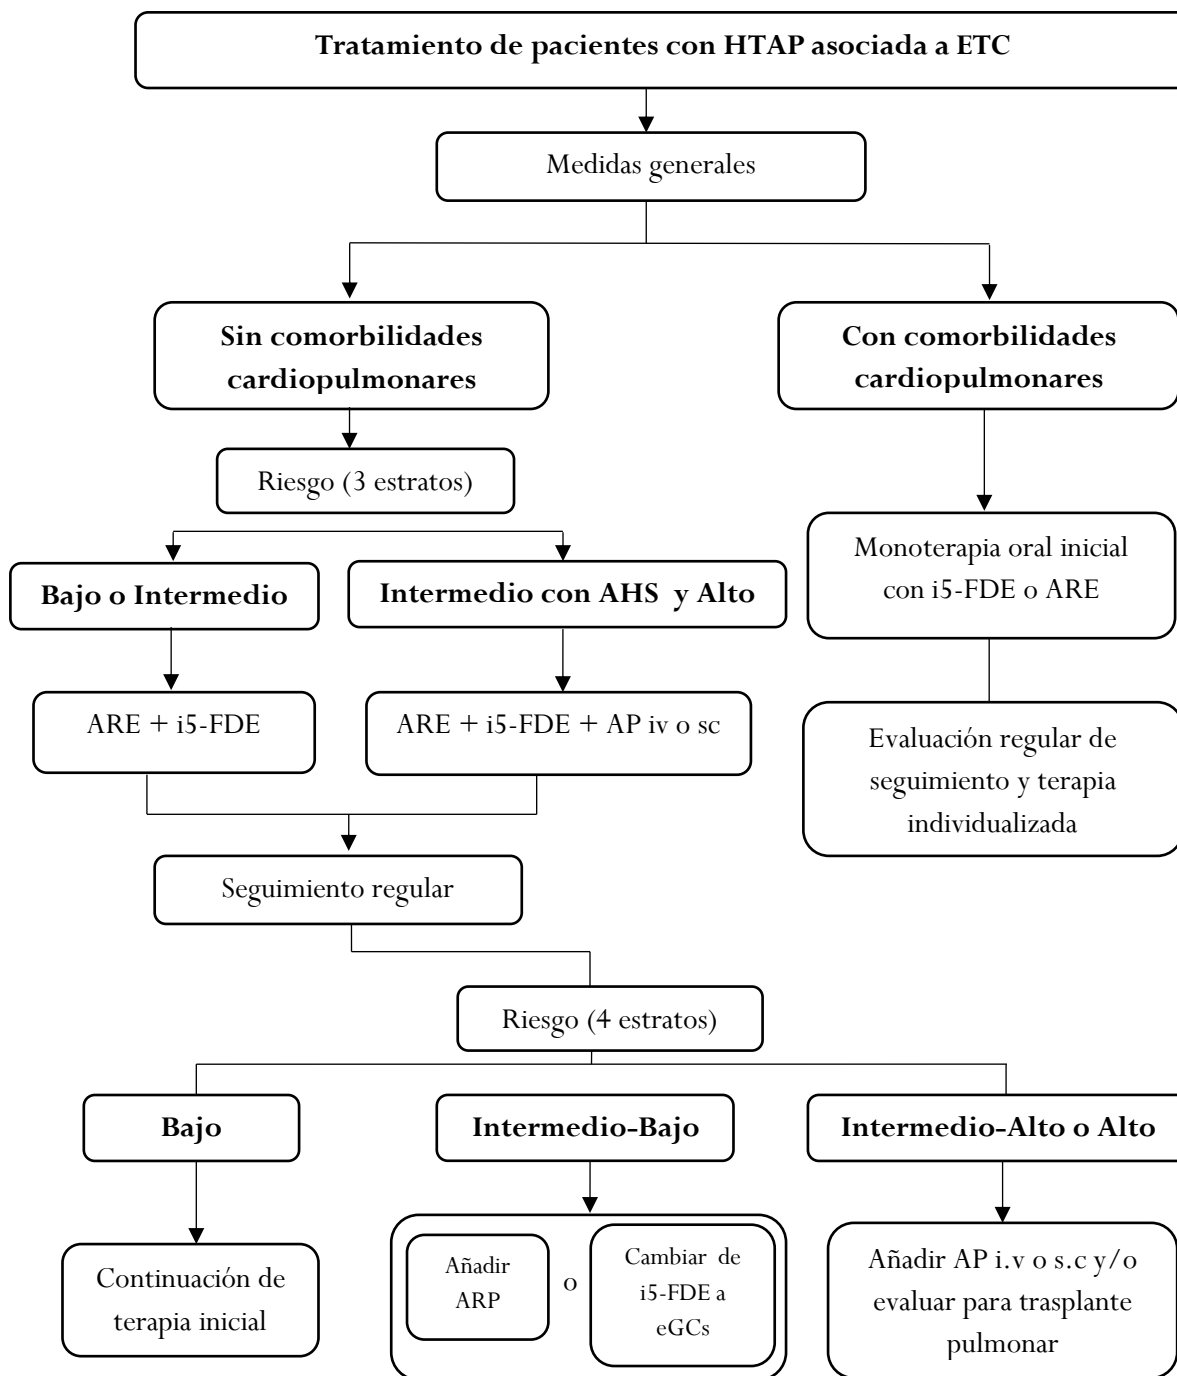 Tratamiento de pacientes con HTAP asociada a ETC
Medidas generales
Sin comorbilidades
cardiopulmonares
Con comorbilidades
cardiopulmonares
Riesgo (3 estratos)
Monoterapia oral inicial
con i5-FDE o ARE
Bajo o Intermedio
Intermedio con AHS y Alto
ARE + i5-FDE
ARE + i5-FDE + AP iv o sc
Evaluación regular de
seguimiento y terapia
individualizada
Seguimiento regular
Riesgo (4 estratos)
Bajo
Intermedio-Bajo
Intermedio-Alto o Alto
Continuación de
terapia inicial
Añadir
ARP
o
Cambiar de
i5-FDE a
eGCs
Añadir AP i.v o s.c y/o
evaluar para trasplante
pulmonar